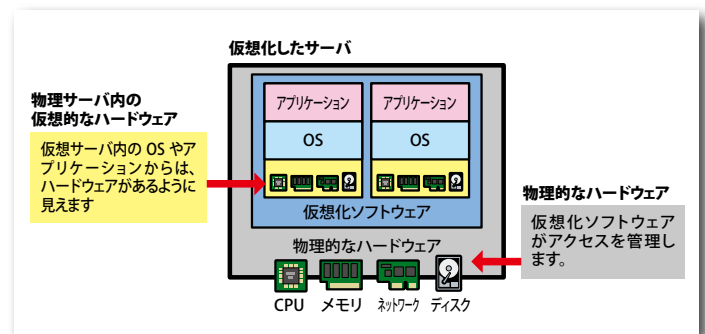 仮想化したサーバ
物理サーバ内の
仮想的なハードウェア
仮想サーバ内の OS やア
プリケーションからは、
ハードウェアがあるように
見えます
アプリケーション
アプリケーション
OS
OS
仮想化ソフトウェア
物理的なハードウェア
CPU
メモリ
ネットワーク
ディスク
物理的なハードウェア
仮想化ソフトウェア
がアクセスを管理し
ます。